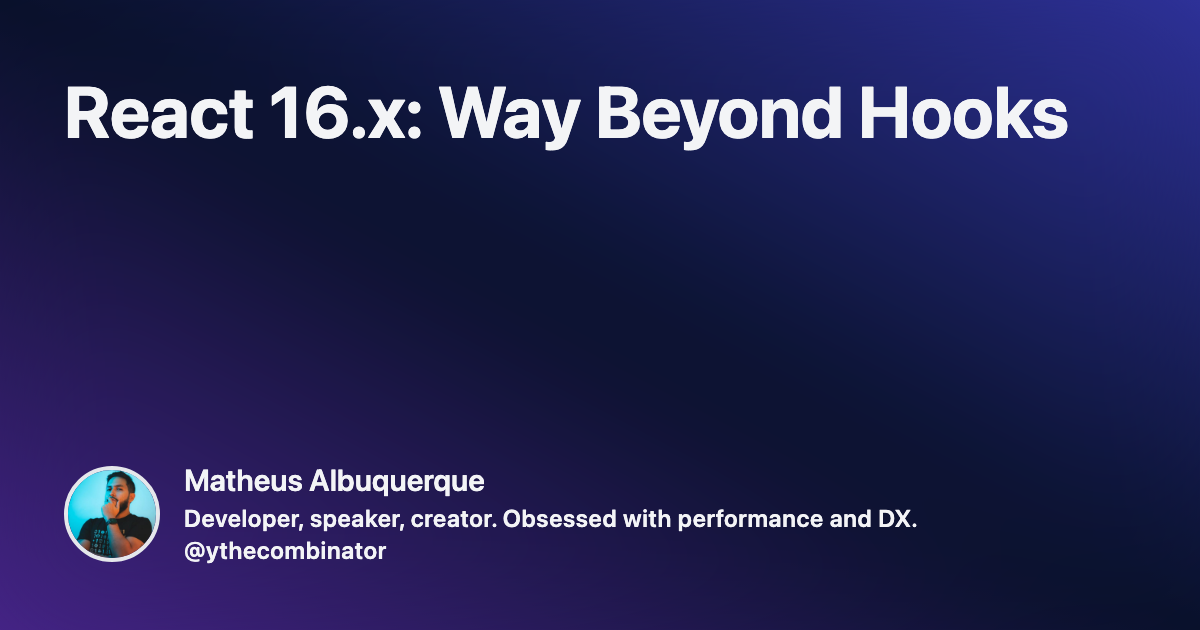 React 16.x: Way Beyond Hooks
Matheus Albuquerque
Developer, speaker, creator. Obsessed with performance and DX.
@ythecombinator